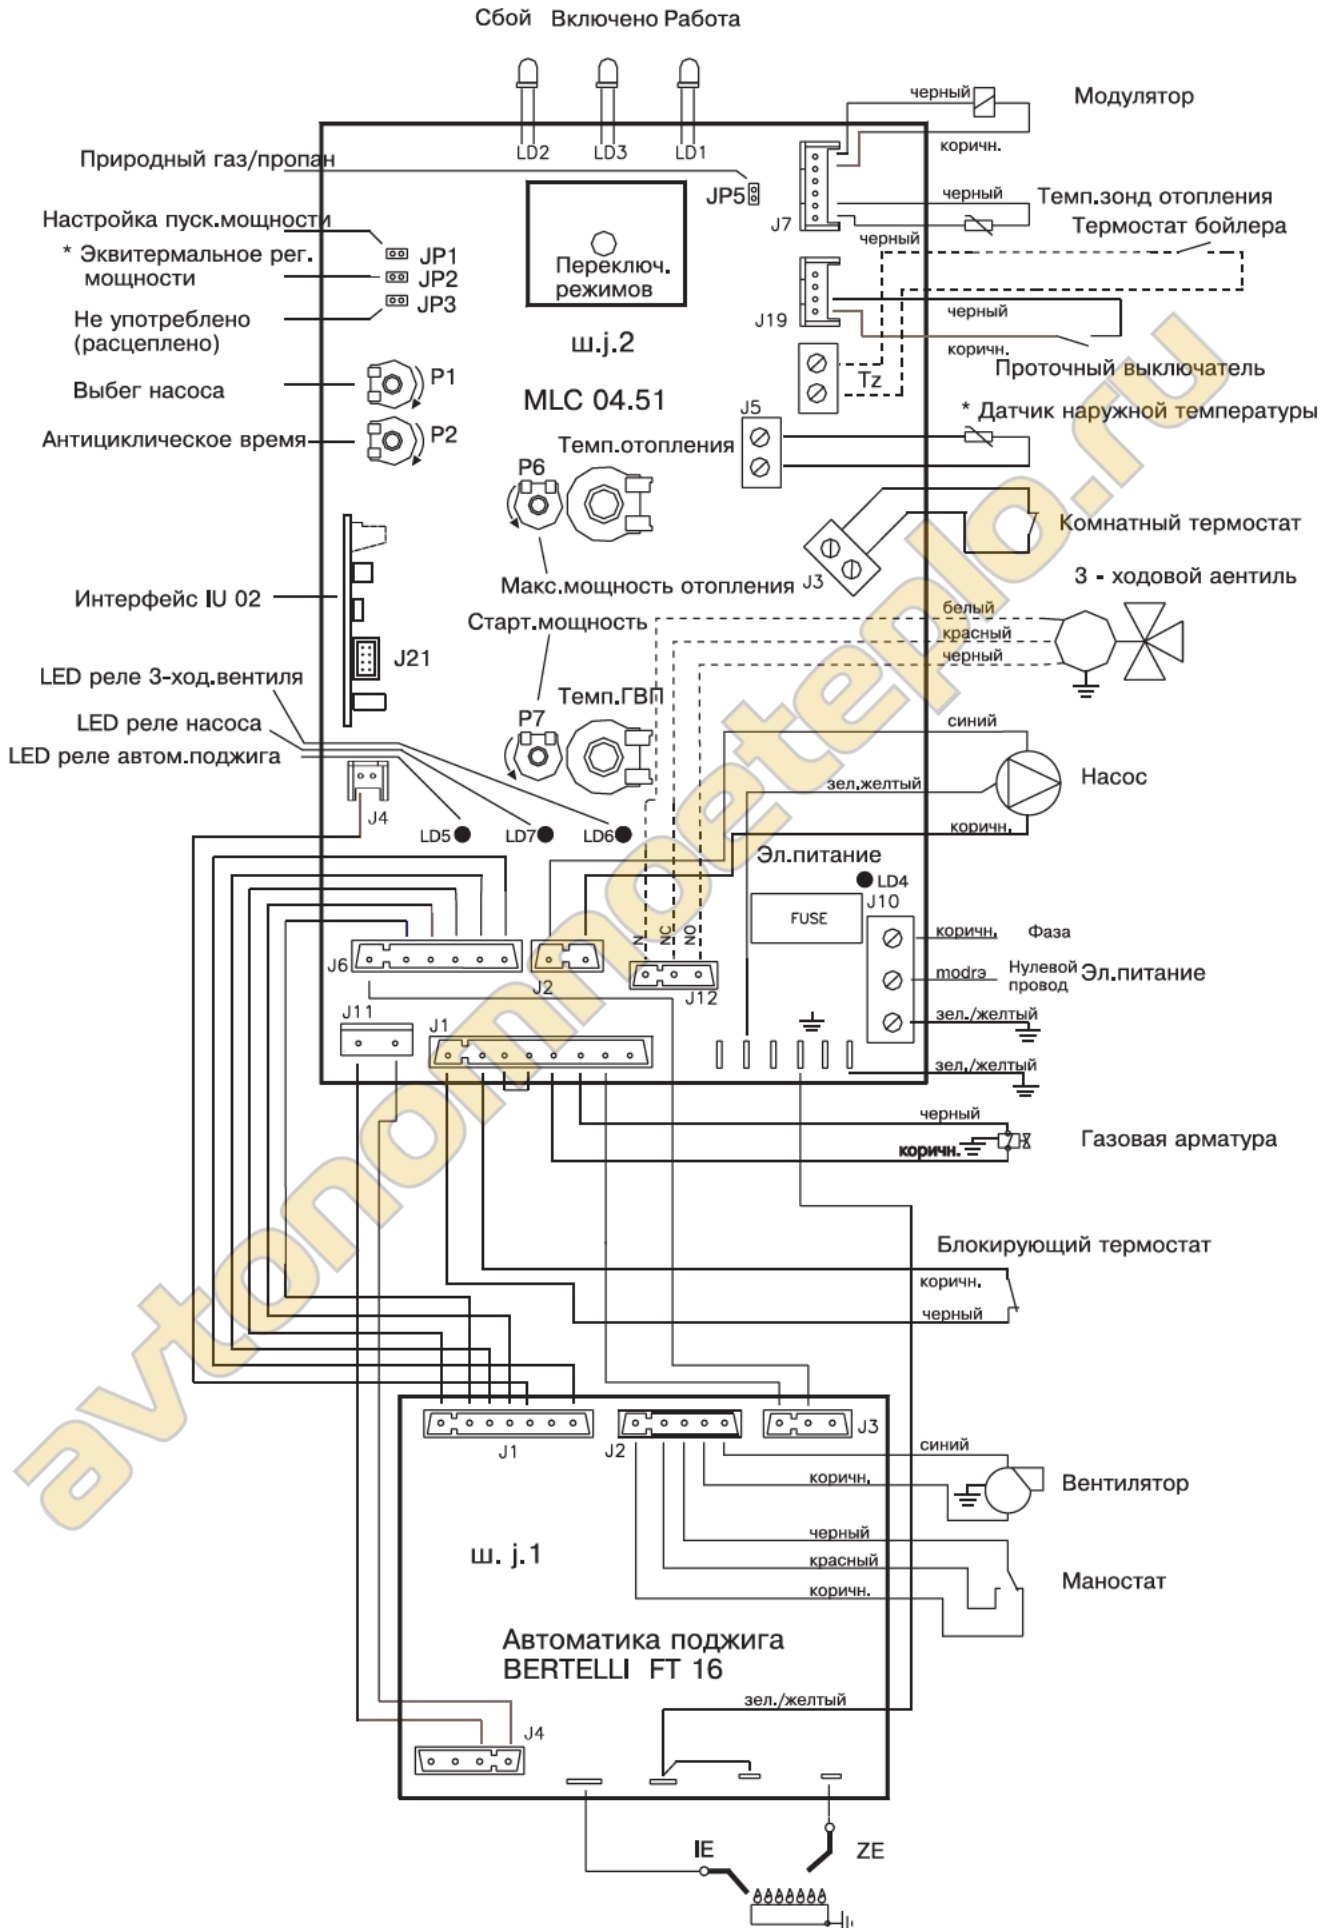 Сбой Включено Работа
LD2 LD3 LD1
черный
Модулятор
коричн.
Природный газ/пропан
JP5
J7
черный
Темп.зонд отопления
черный
Термостат бойлера
Настройка пуск.мощности
JP1
* Эквитермальное рег.
мощности
JP2
JP3
Не употреблено
(расцеплено)
Переключ.
режимов
J19
черный
коричн.
Проточный выключатель
ш.j.2
Tz
MLC 04.51
Выбег насоса
P1
Антициклическое время
P2
J5
* Датчик наружной температуры
Темп.отопления
P6
Комнатный термостат
J3
Макс.мощность отопления
3 - ходовой аентиль
Интерфейс IU 02
Старт.мощность
белый
красный
черный
J21
LED реле 3-ход.вентиля
LED реле насоса
LED реле автом.поджига
Темп.ГВП
P7
синий
Насос
зел.желтый
коричн.
J4
LD5
LD7
LD6
Эл.питание
LD4
J10
FUSE
N
NC
NO
коричн.
Фаза
modrэ
Нулевой
провод
Эл.питание
зел./желтый
зел./желтый
J6
J2
J12
J11
J1
черный
коричн.
Газовая арматура
Блокирующий термостат
коричн.
черный
J1
J2
J3
синий
коричн.
Вентилятор
черный
красный
коричн.
Маностат
ш. j.1
Автоматика поджига
BERTELLI FT 16
зел./желтый
J4
IE
ZE
avtonomnoeteplo.ru